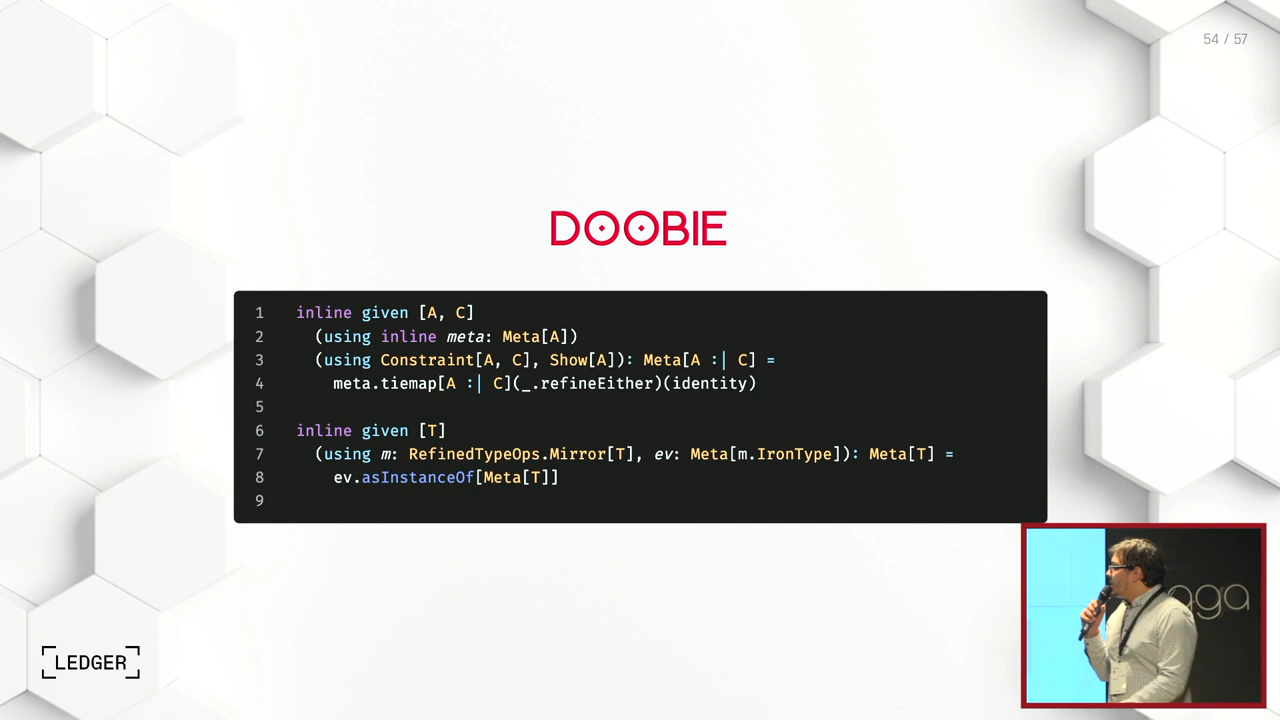 54 / 57
DOOBIE
1 inline given [A, C]
2 (using inline meta: Meta[A])
3 (using Constraint[A, C], Show[A]): Meta[A :| C] =
4 meta.tiemap[A :| C](_.refineEither)(identity)
5
6 inline given [T]
7 (using m: RefinedTypeOps.Mirror[T], ev: Meta[m.IronType]): Meta[T] =
8 ev.asInstanceOf[Meta[T]]
9
LEDGER